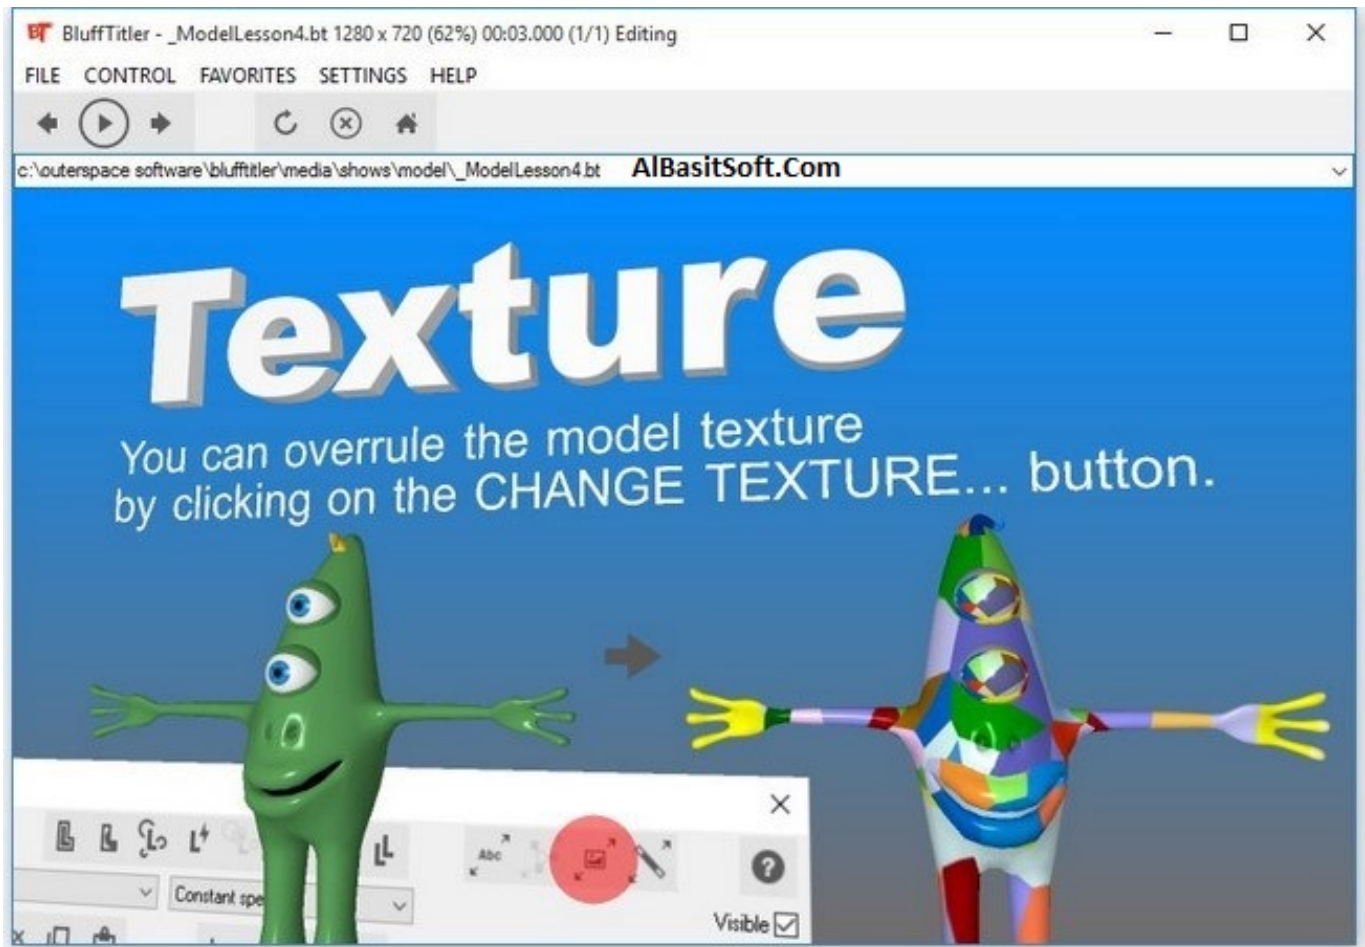 BT BluffTitler - _ModelLesson4.bt 1280 x 720 (62%) 00:03.000 (1/1) Editing
FILE CONTROL FAVORITES SETTINGS HELP
c:\outerspace software\blufftitler\media\shows\model\_ModelLesson4.bt AlBasitSoft.Com
Texture
You can overrule the model texture
by clicking on the CHANGE TEXTURE... button.
Abc
Constant spe
Visible